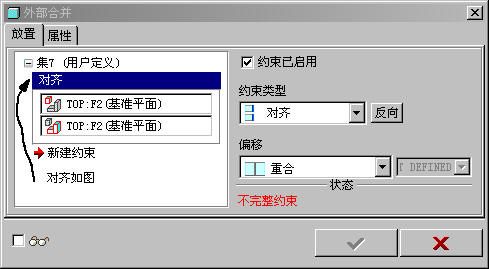 外部合并
放置 属性
集7 (用户定义)
对齐
TOP:F2(基准平面)
TOP:F2(基准平面)
新建约束
对齐如图
约束已启用
约束类型
对齐 反向
偏移
重合 T DEFINED
状态
不完整约束